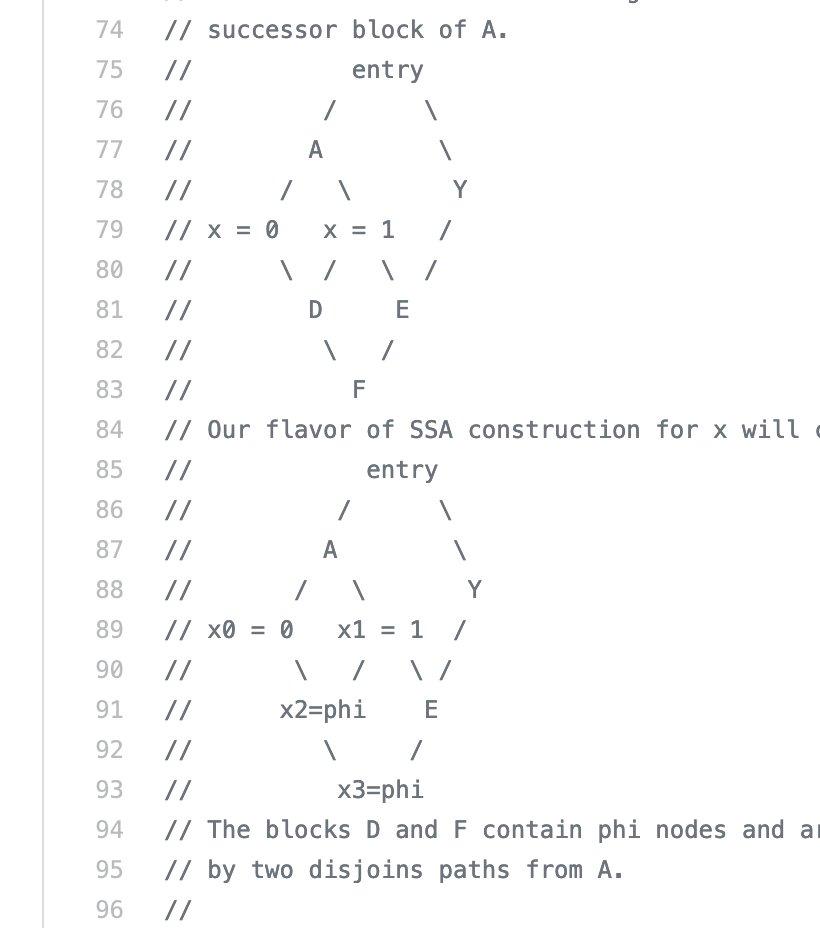 74 // successor block of A.
75 //           entry
76 //         /      \
77 //        A        \
78 //      /   \       Y
79 // x = 0   x = 1   /
80 //      \  /   \  /
81 //        D     E
82 //         \   /
83 //           F
84 // Our flavor of SSA construction for x will
85 //            entry
86 //          /      \
87 //         A        \
88 //       /   \       Y
89 // x0 = 0   x1 = 1  /
90 //       \   /   \ /
91 //      x2=phi    E
92 //         \     /
93 //          x3=phi
94 // The blocks D and F contain phi nodes and
95 // by two disjoins paths from A.
96 //